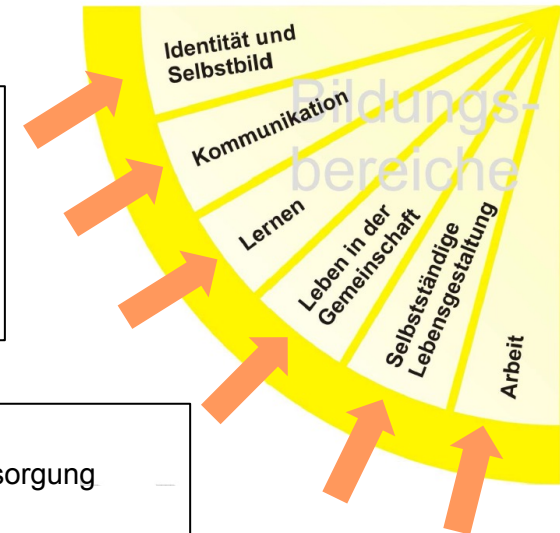 Identität und
Selbstbild
Bildungs-
bereiche
Kommunikation
Lernen
Leben in der
Gemeinschaft
Selbstständige
Lebensgestaltung
Arbeit
sorgung